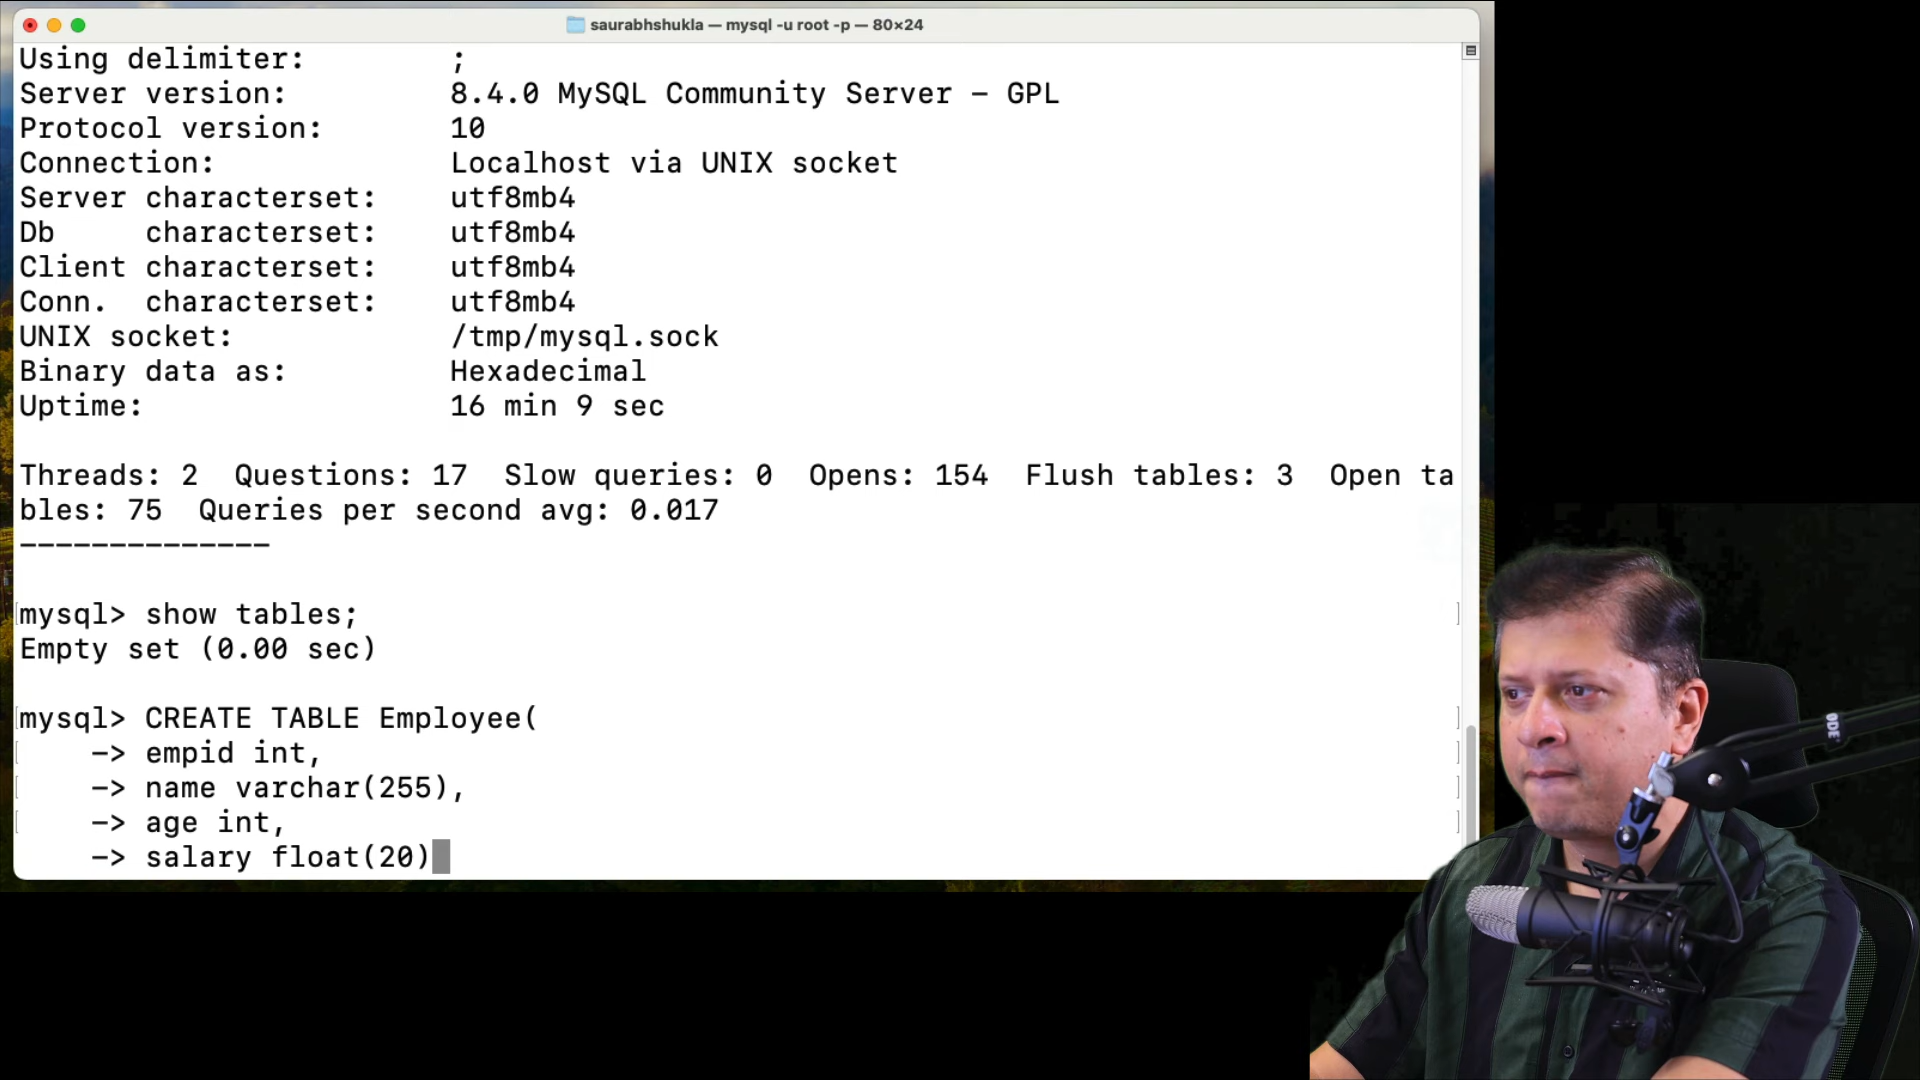 saurabhshukla — mysql -u root -p — 80×24
Using delimiter: ;
Server version: 8.4.0 MySQL Community Server - GPL
Protocol version: 10
Connection: Localhost via UNIX socket
Server characterset: utf8mb4
Db characterset: utf8mb4
Client characterset: utf8mb4
Conn. characterset: utf8mb4
UNIX socket: /tmp/mysql.sock
Binary data as: Hexadecimal
Uptime: 16 min 9 sec
Threads: 2 Questions: 17 Slow queries: 0 Opens: 154 Flush tables: 3 Open ta
bles: 75 Queries per second avg: 0.017
--------------
mysql> show tables;
Empty set (0.00 sec)
mysql> CREATE TABLE Employee(
-> empid int,
-> name varchar(255),
-> age int,
-> salary float(20)